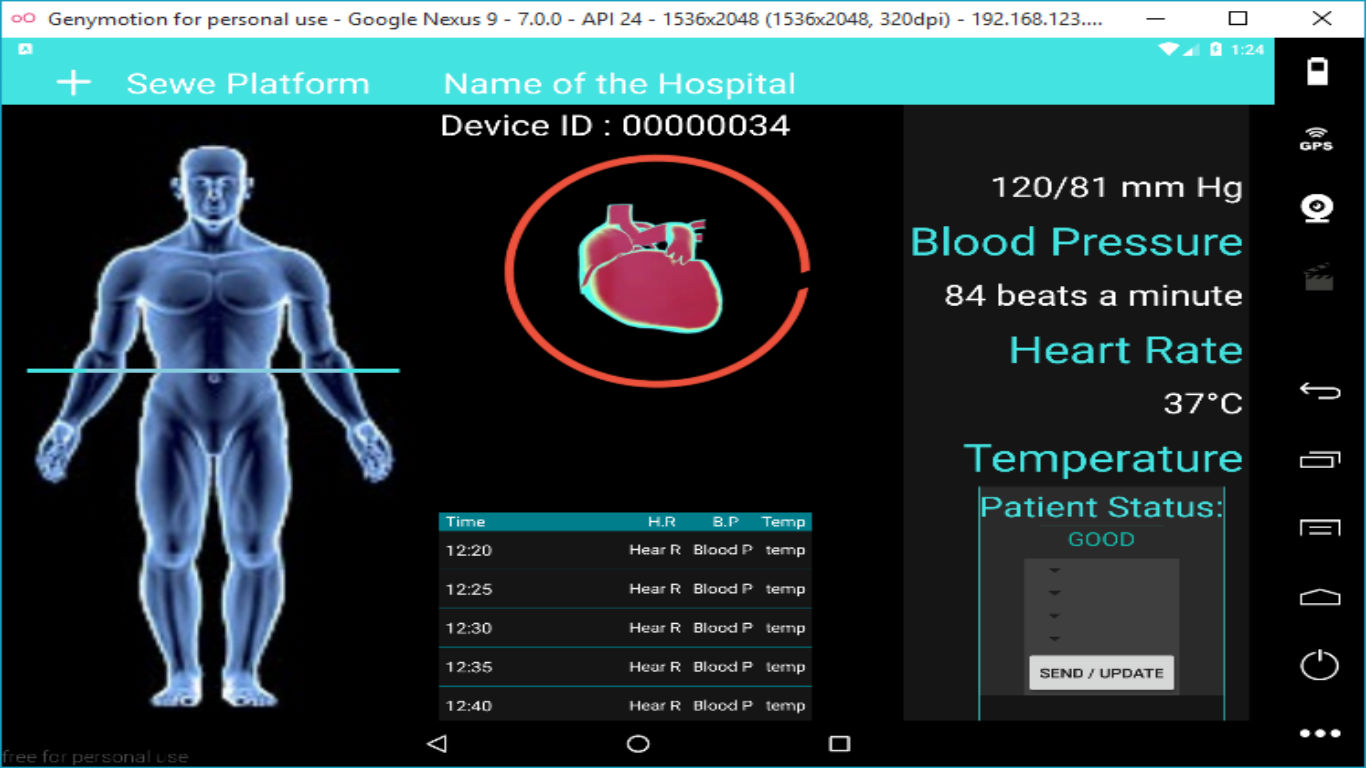 Genymotion for personal use - Google Nexus 9 - 7.0.0 - API 24 - 1536x2048 (1536x2048, 320dpi) - 192.168.123....
1:24
Sewe Platform Name of the Hospital
GPS
Device ID : 00000034
120/81 mm Hg
Blood Pressure
84 beats a minute
Heart Rate
37°C
Temperature
Patient Status:
GOOD
SEND / UPDATE
Time H.R B.P Temp
12:20 Hear R Blood P temp
12:25 Hear R Blood P temp
12:30 Hear R Blood P temp
12:35 Hear R Blood P temp
12:40 Hear R Blood P temp
free for personal use